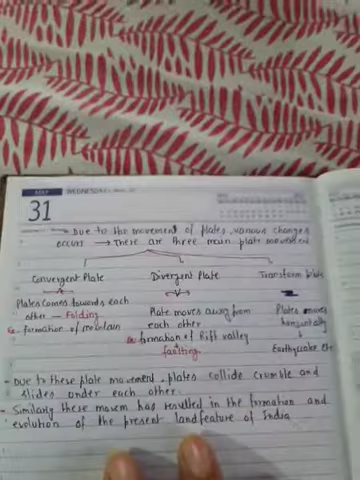 MAY
WEDNESDAY
31
→ Due to the movement of plates, various changes
occurs → There are three main plate movement
Convergent Plate
Plates comes towards each
other – Folding
Ex formation of mountain
Divergent Plate
Plate moves away from
each other
Ex formation of Rift valley
faulting.
Transform plate
Plates moves
horizontally
Earthquake
- Due to these plate movement, plates collide crumble and
slides under each other.
- Similarly these movem has resulted in the formation and
evolution of the present landfeature of India